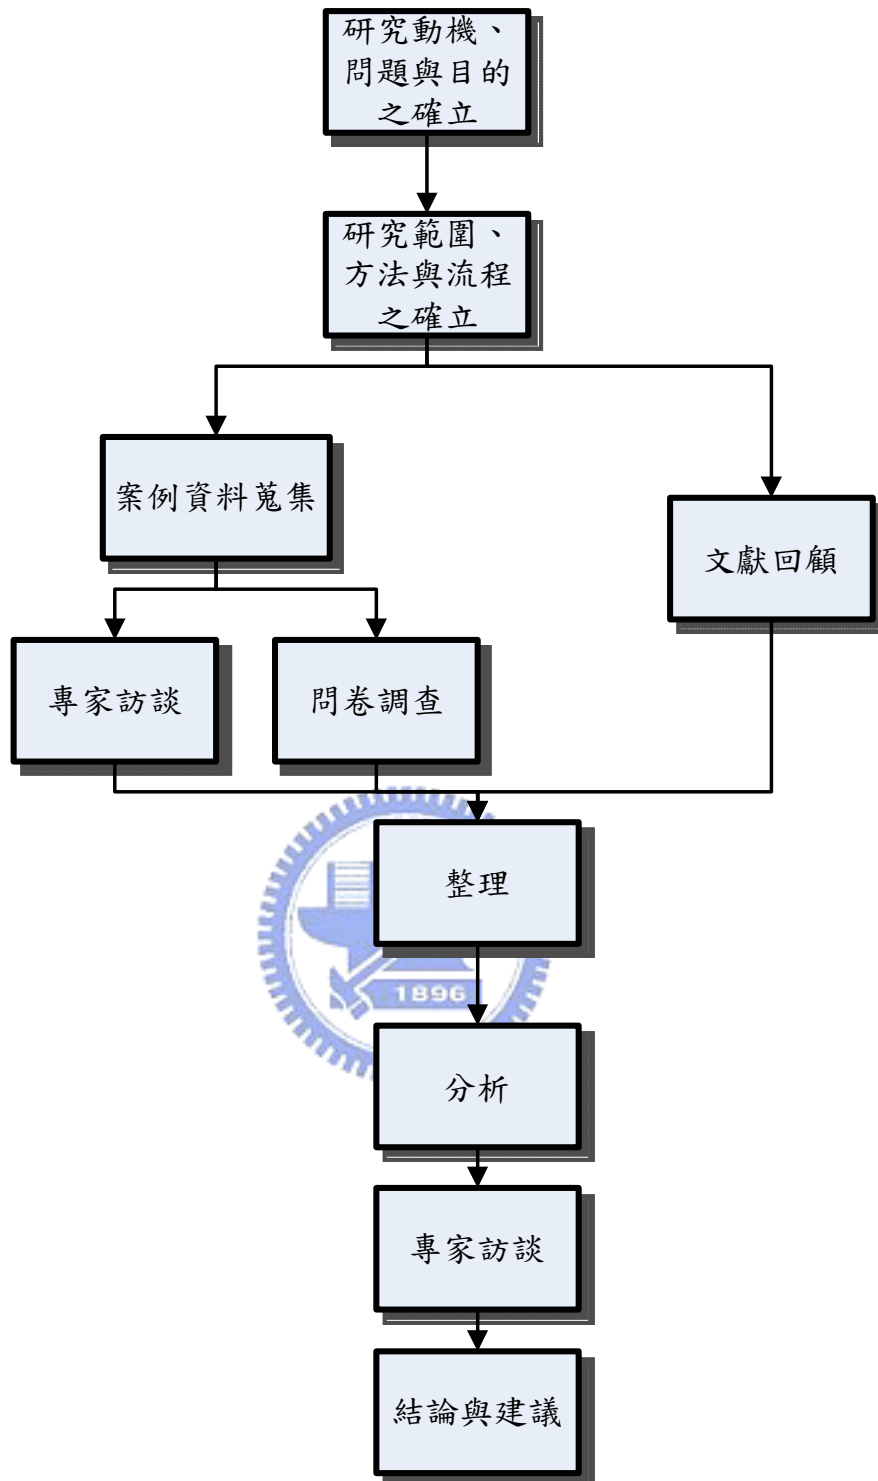 研究動機、
問題與目的
之確立
研究範圍、
方法與流程
之確立
案例資料蒐集
文獻回顧
專家訪談
問卷調查
整理
1896
分析
專家訪談
結論與建議